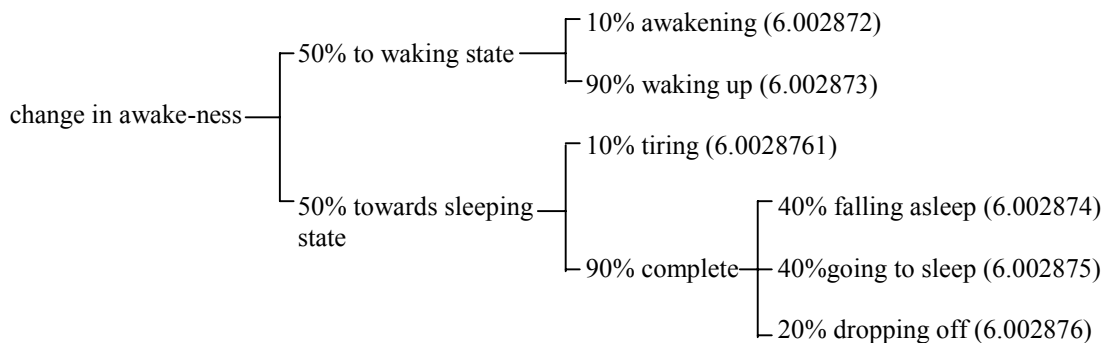 change in awake-ness
50% to waking state
10% awakening (6.002872)
90% waking up (6.002873)
50% towards sleeping
state
10% tiring (6.0028761)
90% complete
40% falling asleep (6.002874)
40%going to sleep (6.002875)
20% dropping off (6.002876)